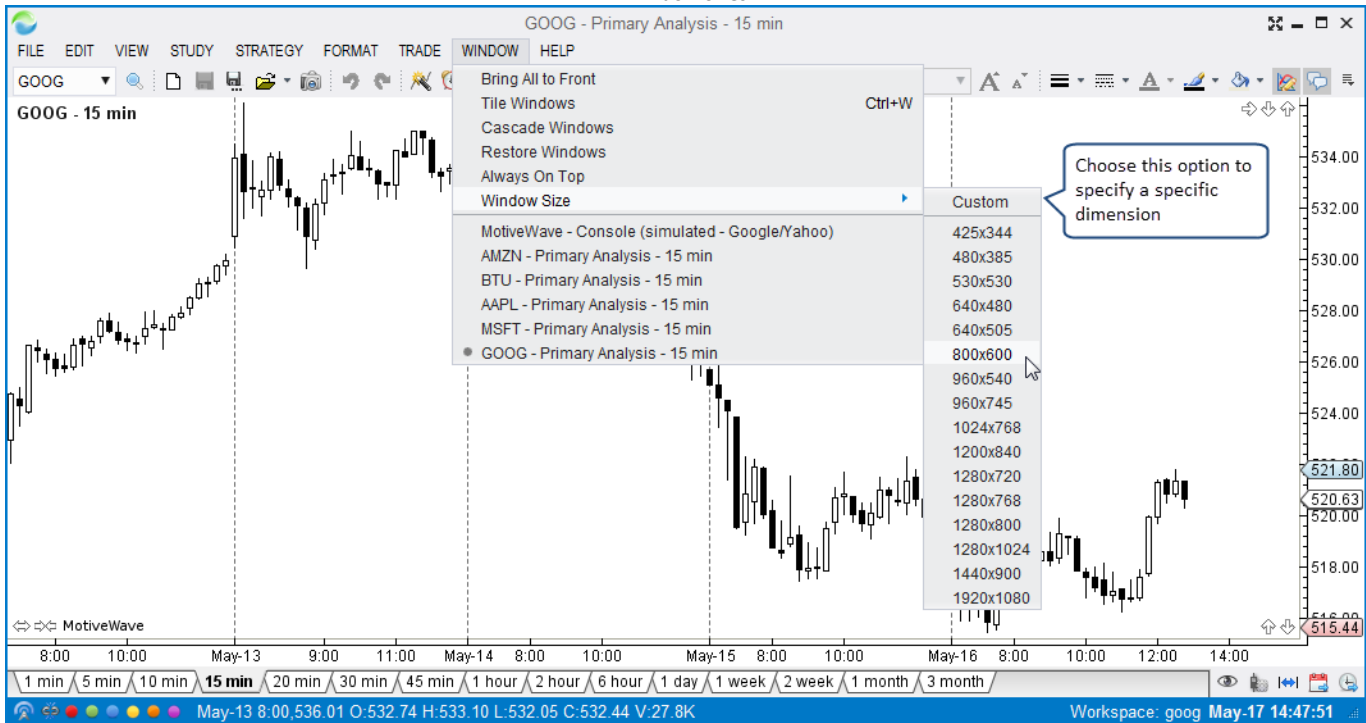 GOOG - Primary Analysis - 15 min
FILE EDIT VIEW STUDY STRATEGY FORMAT TRADE WINDOW HELP
GOOG
GOOG - 15 min
Bring All to Front
Tile Windows Ctrl+W
Cascade Windows
Restore Windows
Always On Top
Window Size
MotiveWave - Console (simulated - Google/Yahoo)
AMZN - Primary Analysis - 15 min
BTU - Primary Analysis - 15 min
AAPL - Primary Analysis - 15 min
MSFT - Primary Analysis - 15 min
GOOG - Primary Analysis - 15 min
Custom
425x344
480x385
530x530
640x480
640x505
800x600
960x540
960x745
1024x768
1200x840
1280x720
1280x768
1280x800
1280x1024
1440x900
1920x1080
Choose this option to
specify a specific
dimension
534.00
532.00
530.00
528.00
526.00
524.00
521.80
520.63
520.00
518.00
515.44
MotiveWave
8:00 10:00 May-13 9:00 11:00 May-14 8:00 10:00 May-15 8:00 10:00 May-16 8:00 10:00 12:00 14:00
1 min 5 min 10 min 15 min 20 min 30 min 45 min 1 hour 2 hour 6 hour 1 day 1 week 2 week 1 month 3 month
May-13 8:00,536.01 O:532.74 H:533.10 L:532.05 C:532.44 V:27.8K Workspace: goog May-17 14:47:51